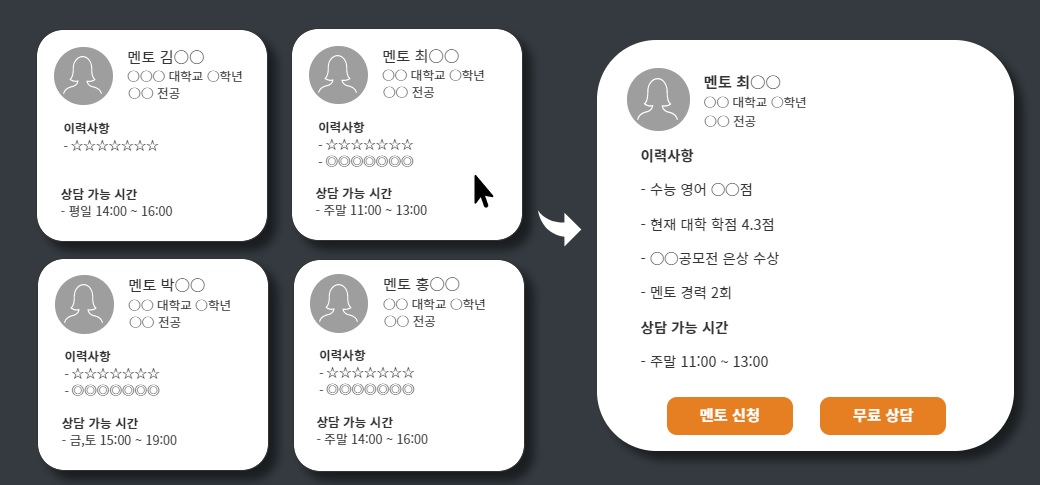 멘토 김○○
○○○ 대학교 ○학년
○○ 전공
이력사항
- ☆☆☆☆☆☆☆
상담 가능 시간
- 평일 14:00 ~ 16:00
멘토 최○○
○○ 대학교 ○학년
○○ 전공
이력사항
- ☆☆☆☆☆☆☆
- ◎◎◎◎◎◎◎
상담 가능 시간
- 주말 11:00 ~ 13:00
멘토 박○○
○○ 대학교 ○학년
○○ 전공
이력사항
- ☆☆☆☆☆☆☆
- ◎◎◎◎◎◎◎
상담 가능 시간
- 금,토 15:00 ~ 19:00
멘토 홍○○
○○ 대학교 ○학년
○○ 전공
이력사항
- ☆☆☆☆☆☆☆
- ◎◎◎◎◎◎◎
상담 가능 시간
- 주말 14:00 ~ 16:00
멘토 최○○
○○ 대학교 ○학년
○○ 전공
이력사항
- 수능 영어 ○○점
- 현재 대학 학점 4.3점
- ○○공모전 은상 수상
- 멘토 경력 2회
상담 가능 시간
- 주말 11:00 ~ 13:00
멘토 신청
무료 상담